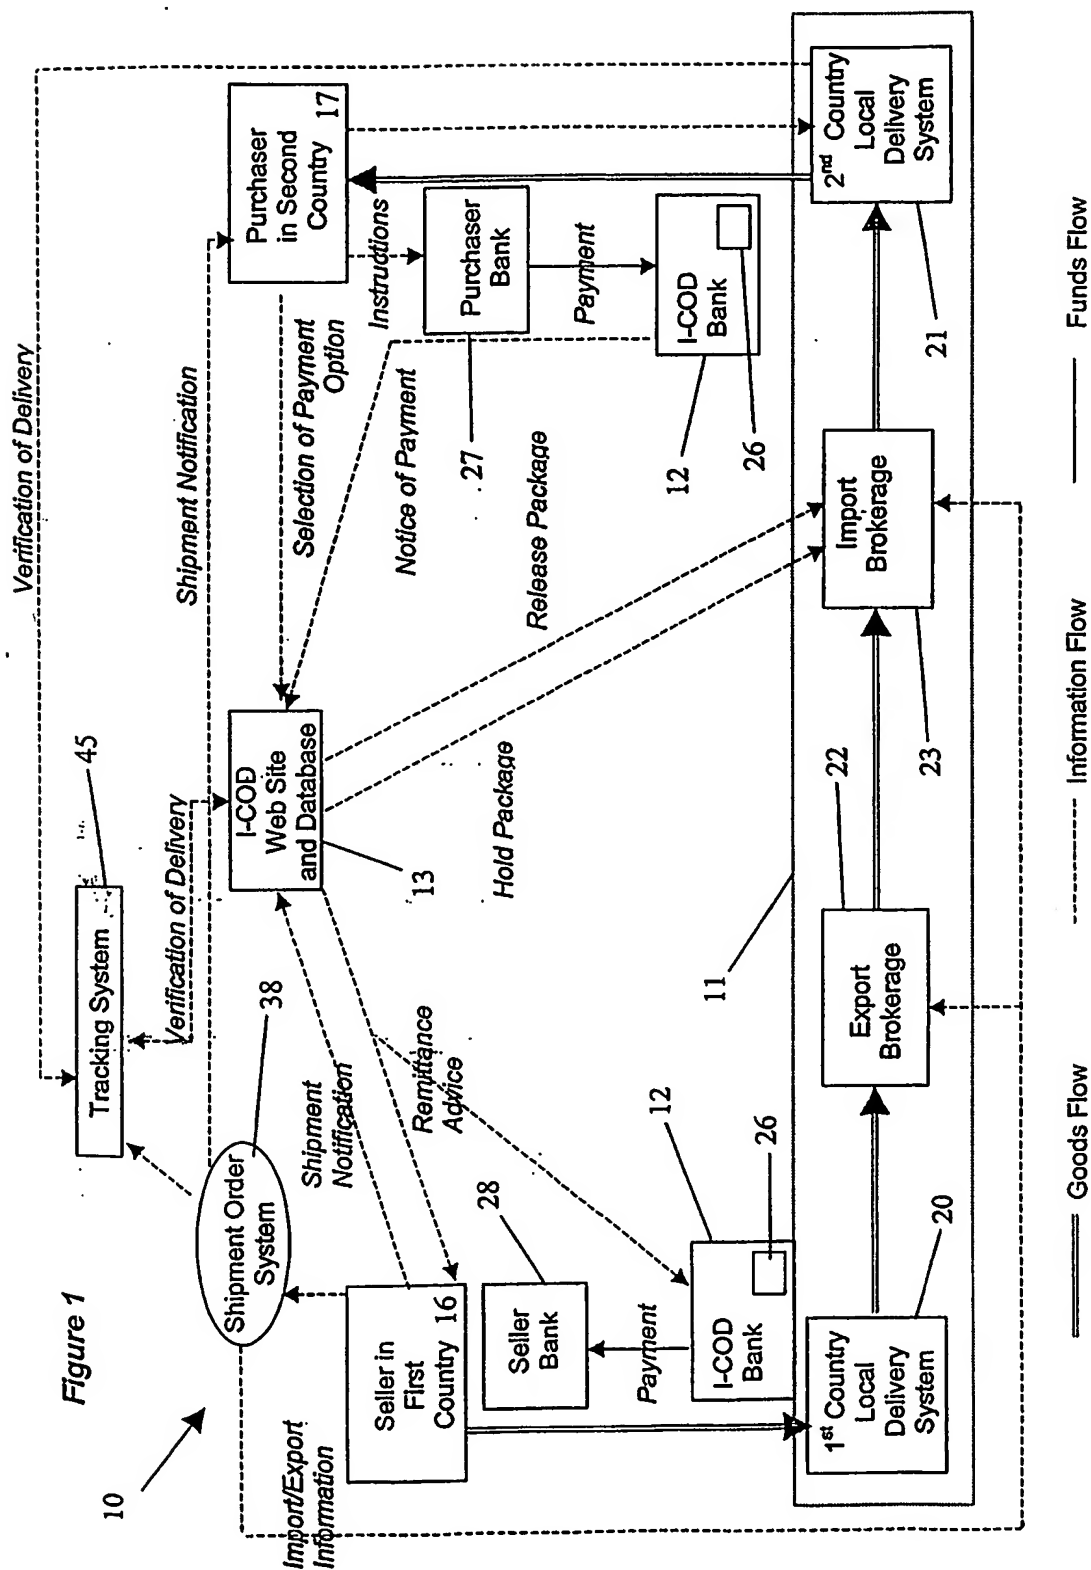 Figure 1
10
Tracking System
45
Verification of Delivery
Verification of Delivery
Shipment Order
System
38
Shipment Notification
Import/Export
Information
Seller in
First
Country
16
Shipment
Notification
Remittance
Advice
I-COD
Web Site
and Database
13
Selection of Payment
Option
Notice of Payment
Purchaser
in Second
Country
17
Instructions
Purchaser
Bank
27
Payment
I-COD
Bank
12
26
Seller
Bank
28
Payment
I-COD
Bank
12
26
Hold Package
Release Package
11
1st Country
Local
Delivery
System
20
Export
Brokerage
22
Import
Brokerage
23
2nd Country
Local
Delivery
System
21
Goods Flow
Information Flow
Funds Flow